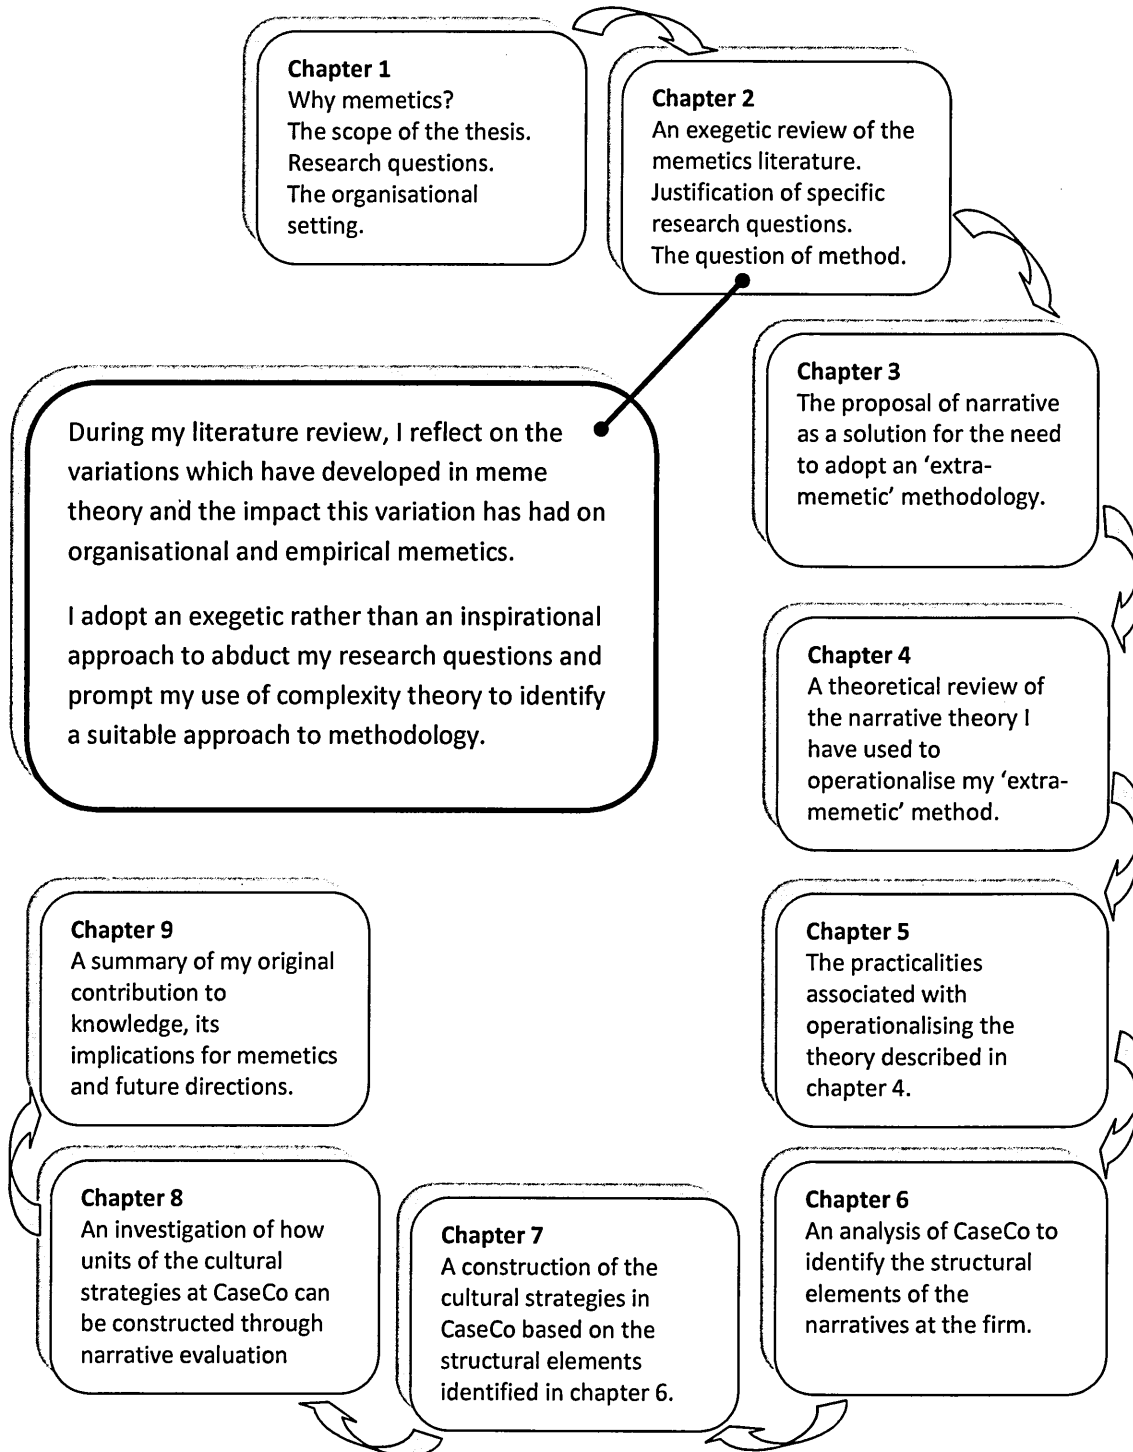 Chapter 1
Why memetics?
The scope of the thesis.
Research questions.
The organisational
setting.
Chapter 2
An exegetic review of the
memetics literature.
Justification of specific
research questions.
The question of method.
Chapter 3
The proposal of narrative
as a solution for the need
to adopt an ‘extra-
memetic’ methodology.
During my literature review, I reflect on the
variations which have developed in meme
theory and the impact this variation has had on
organisational and empirical memetics.
I adopt an exegetic rather than an inspirational
approach to abduct my research questions and
prompt my use of complexity theory to identify
a suitable approach to methodology.
Chapter 4
A theoretical review of
the narrative theory I
have used to
operationalise my ‘extra-
memetic’ method.
Chapter 5
The practicalities
associated with
operationalising the
theory described in
chapter 4.
Chapter 6
An analysis of CaseCo to
identify the structural
elements of the
narratives at the firm.
Chapter 7
A construction of the
cultural strategies in
CaseCo based on the
structural elements
identified in chapter 6.
Chapter 8
An investigation of how
units of the cultural
strategies at CaseCo can
be constructed through
narrative evaluation
Chapter 9
A summary of my original
contribution to
knowledge, its
implications for memetics
and future directions.